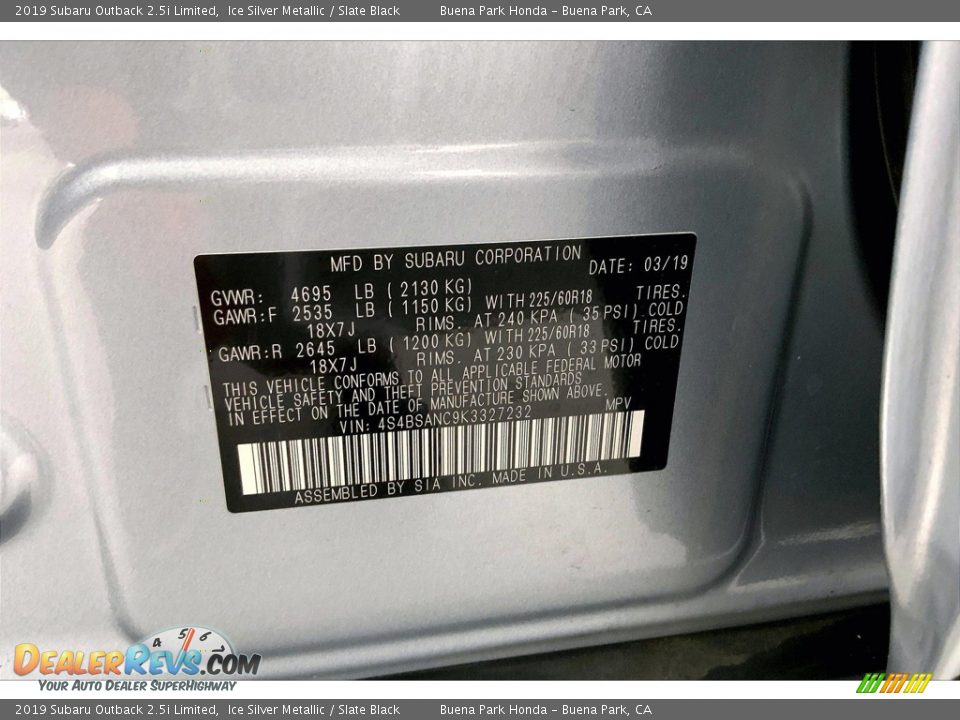 2019 Subaru Outback 2.5i Limited, Ice Silver Metallic / Slate Black Buena Park Honda - Buena Park, CA
MFD BY SUBARU CORPORATION DATE: 03/19
GVWR: 4695 LB ( 2130 KG)
GAWR:F 2535 LB ( 1150 KG) WITH 225/60R18 TIRES.
18X7J RIMS. AT 240 KPA ( 35 PSI) COLD
GAWR:R 2645 LB ( 1200 KG) WITH 225/60R18 TIRES.
18X7J RIMS. AT 230 KPA ( 33 PSI) COLD
THIS VEHICLE CONFORMS TO ALL APPLICABLE FEDERAL MOTOR
VEHICLE SAFETY AND THEFT PREVENTION STANDARDS
IN EFFECT ON THE DATE OF MANUFACTURE SHOWN ABOVE.
VIN: 4S4BSANC9K3327232 MPV
ASSEMBLED BY SIA INC. MADE IN U.S.A.
4 5 6
DEALERREVS.COM
YOUR AUTO DEALER SUPERHIGHWAY
2019 Subaru Outback 2.5i Limited, Ice Silver Metallic / Slate Black Buena Park Honda - Buena Park, CA